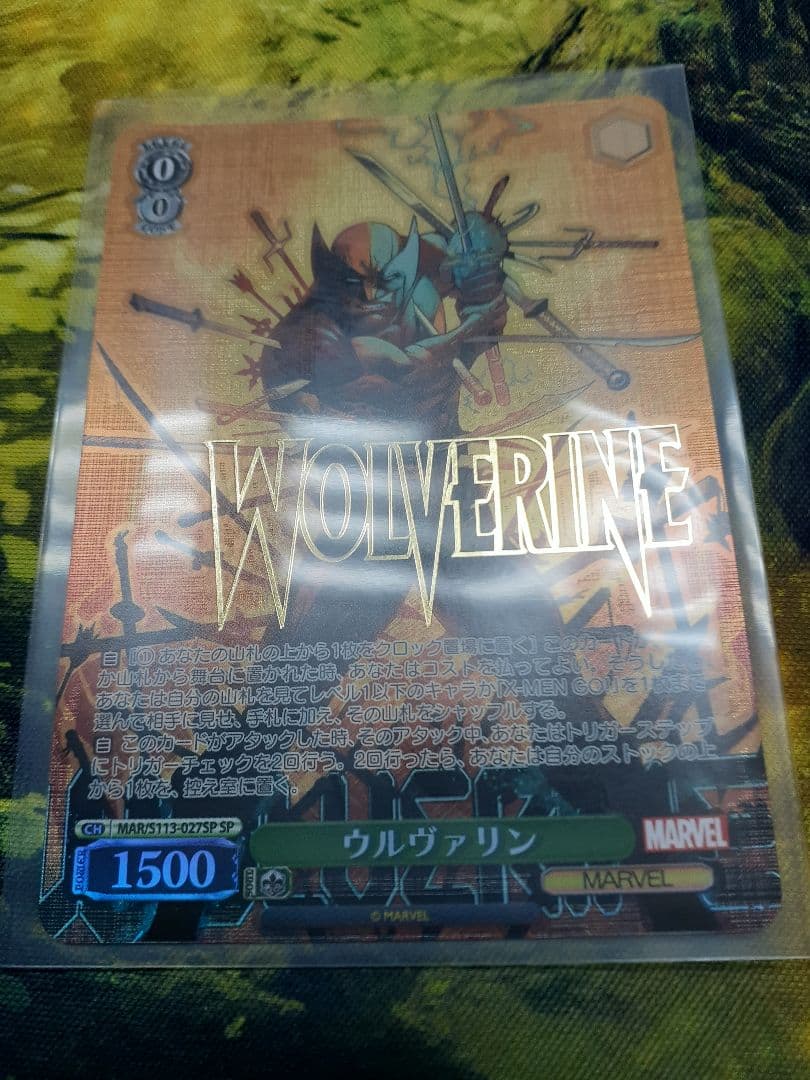 LEVEL
0
0
COST
WOLVERINE
自 [(1) あなたの山札の上から1枚をクロック置場に置く] このカードが
か山札から舞台に置かれた時、あなたはコストを払ってよい。そうした
あなたは自分の山札を見てレベル1以下のキャラか「X-MEN GO!!」を1枚まで
選んで相手に見せ、手札に加え、その山札をシャッフルする。
自 このカードがアタックした時、そのアタック中、あなたはトリガーステップ
にトリガーチェックを2回行う。2回行ったら、あなたは自分のストックの上
から1枚を、控え室に置く。
CH MAR/S113-027SP SP
POWER 1500
ウルヴァリン
MARVEL
MARVEL
© MARVEL